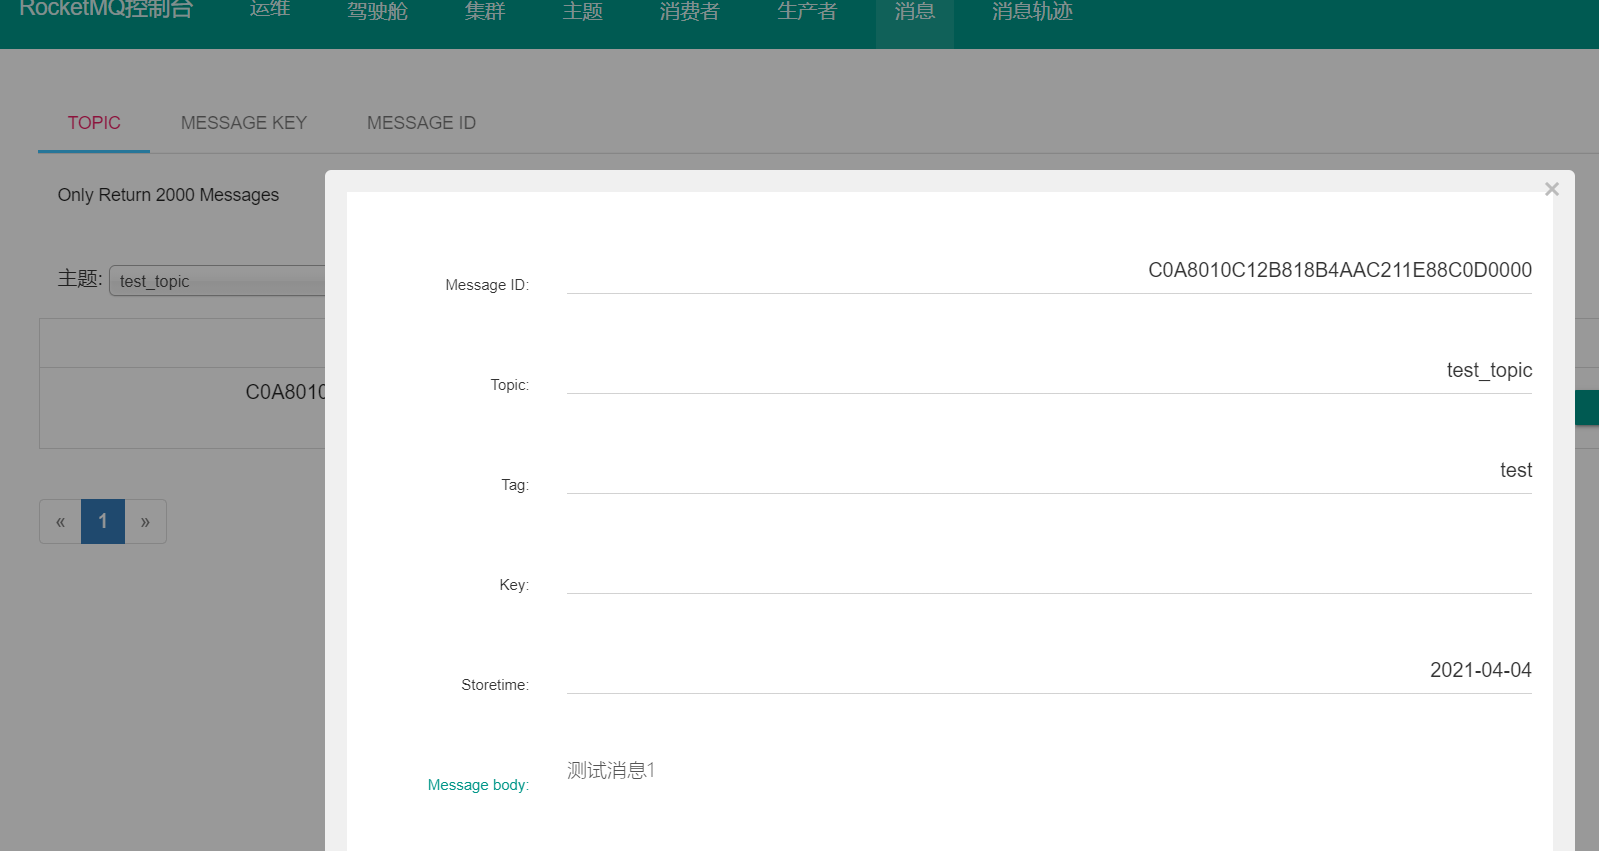 RocketMQ控制台 运维 驾驶舱 集群 主题 消费者 生产者 消息 消息轨迹
TOPIC MESSAGE KEY MESSAGE ID
Only Return 2000 Messages
×
主题: test_topic
C0A8010
« 1 »
Message ID: C0A8010C12B818B4AAC211E88C0D0000
Topic: test_topic
Tag: test
Key:
Storetime: 2021-04-04
Message body: 测试消息1